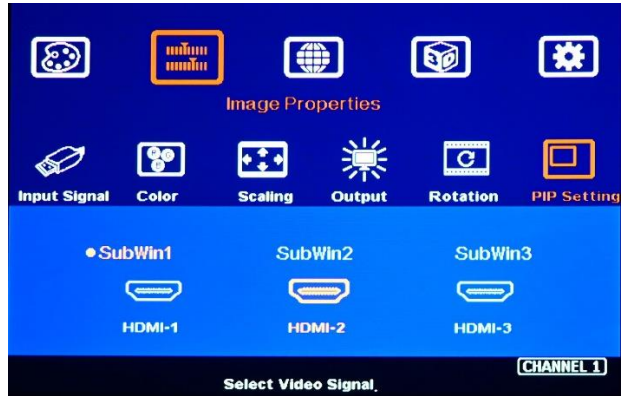 Image Properties
Input Signal Color Scaling Output Rotation PIP Setting
SubWin1 SubWin2 SubWin3
HDMI-1 HDMI-2 HDMI-3
CHANNEL 1
Select Video Signal